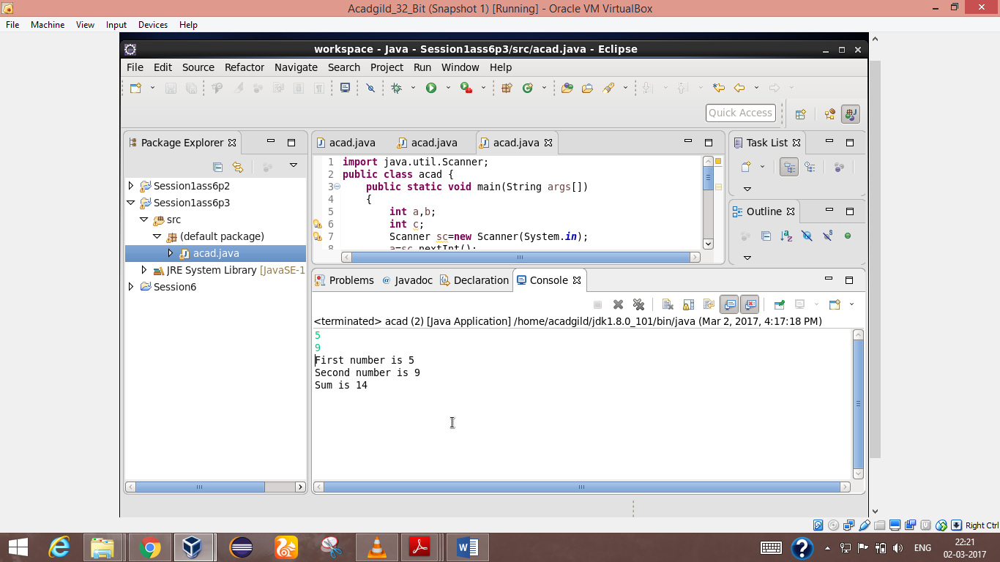 Acadgild_32_Bit (Snapshot 1) [Running] - Oracle VM VirtualBox
File Machine View Input Devices Help
workspace - Java - Session1ass6p3/src/acad.java - Eclipse
File Edit Source Refactor Navigate Search Project Run Window Help
Quick Access
Package Explorer
Session1ass6p2
Session1ass6p3
src
(default package)
acad.java
JRE System Library [JavaSE-1
Session6
acad.java acad.java acad.java
1 import java.util.Scanner;
2 public class acad {
3 public static void main(String args[])
4 {
5 int a,b;
6 int c;
7 Scanner sc=new Scanner(System.in);
8 a=sc.nextInt();
Task List
Outline
Problems @ Javadoc Declaration Console
<terminated> acad (2) [Java Application] /home/acadgild/jdk1.8.0_101/bin/java (Mar 2, 2017, 4:17:18 PM)
5
9
First number is 5
Second number is 9
Sum is 14
Right Ctrl
ENG
22:21
02-03-2017